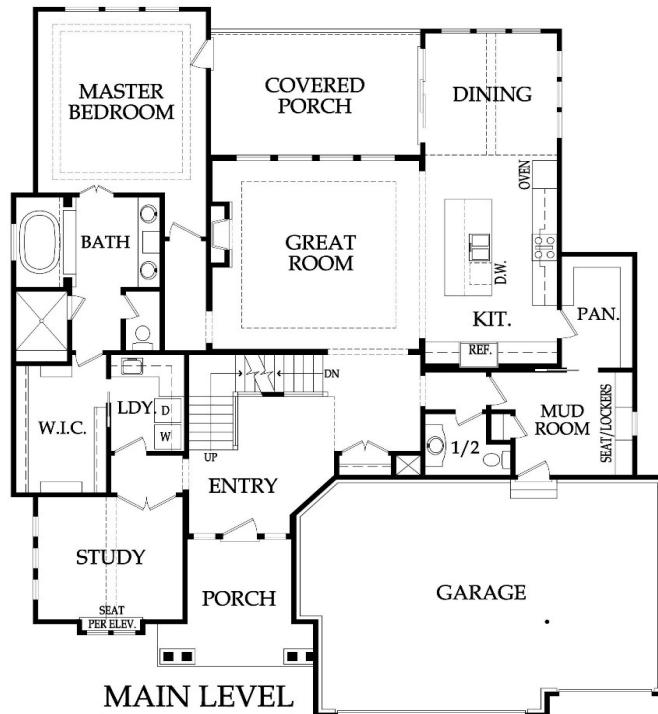 MASTER
BEDROOM
COVERED
PORCH
DINING
OVEN
BATH
GREAT
ROOM
D.W.
KIT.
PAN.
REF.
DN
LDY.
D
W
W.I.C.
UP
MUD
ROOM
SEAT/LOCKERS
1/2
ENTRY
STUDY
SEAT
PER ELEV.
PORCH
GARAGE
MAIN LEVEL